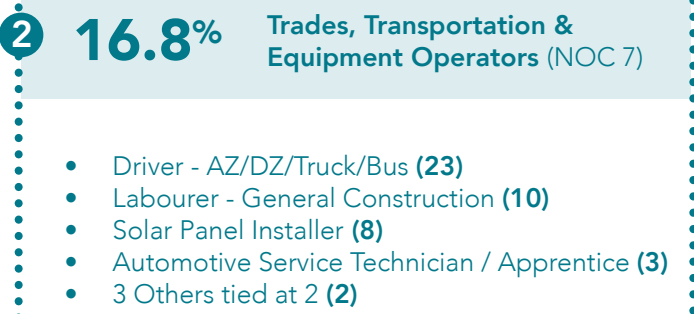 2 16.8% Trades, Transportation &
Equipment Operators (NOC 7)
• Driver - AZ/DZ/Truck/Bus (23)
• Labourer - General Construction (10)
• Solar Panel Installer (8)
• Automotive Service Technician / Apprentice (3)
• 3 Others tied at 2 (2)